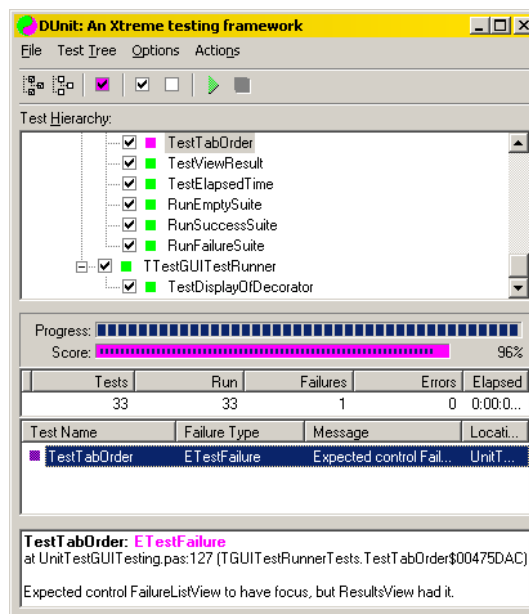 DUnit: An Xtreme testing framework
File Test Tree Options Actions
Test Hierarchy:
TestTabOrder
TestViewResult
TestElapsedTime
RunEmptySuite
RunSuccessSuite
RunFailureSuite
TTestGUITestRunner
TestDisplayOfDecorator
Progress:
Score: 96%
Tests Run Failures Errors Elapsed
33 33 1 0 0:00:0...
Test Name Failure Type Message Locati...
TestTabOrder ETestFailure Expected control Fail... UnitT...
TestTabOrder: ETestFailure
at UnitTestGUITesting.pas:127 (TGUITestRunnerTests.TestTabOrder$00475DAC)
Expected control FailureListView to have focus, but ResultsView had it.